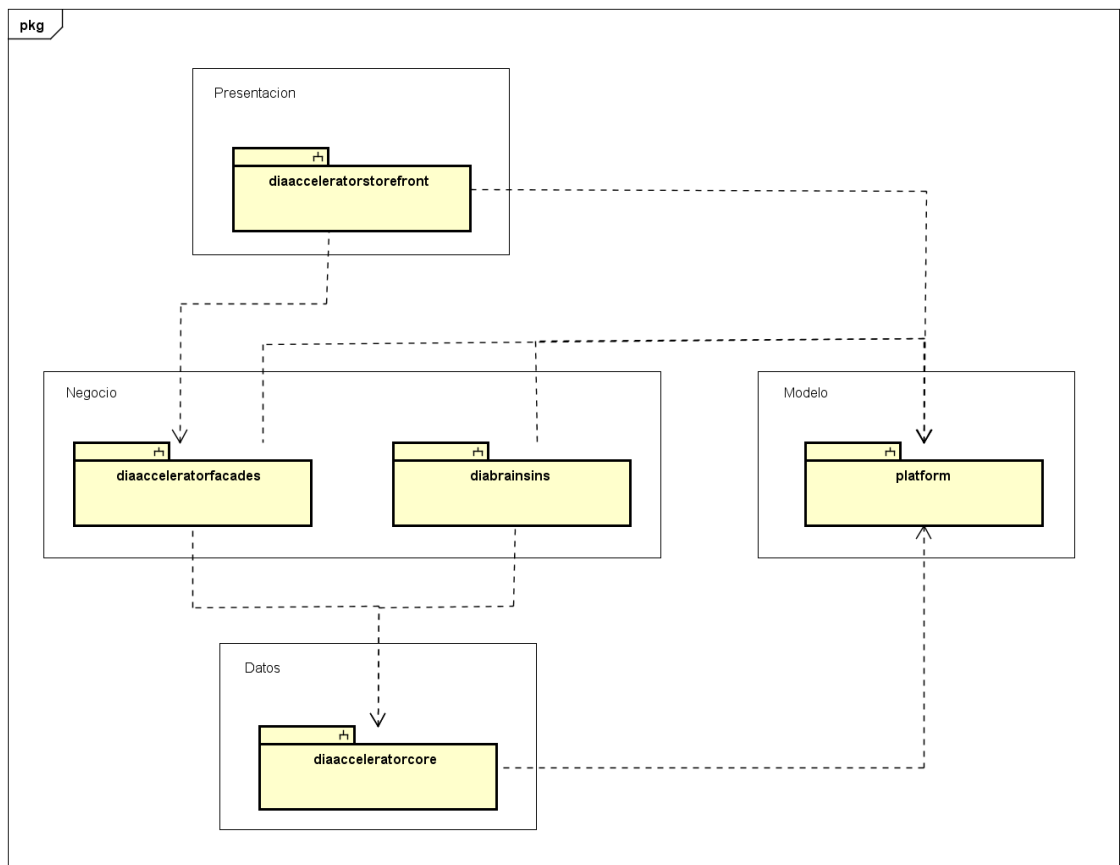 pkg
Presentacion
diaacceleratorstorefront
Negocio
Modelo
diaacceleratorfacades
diabrainsins
platform
Datos
diaacceleratorcore